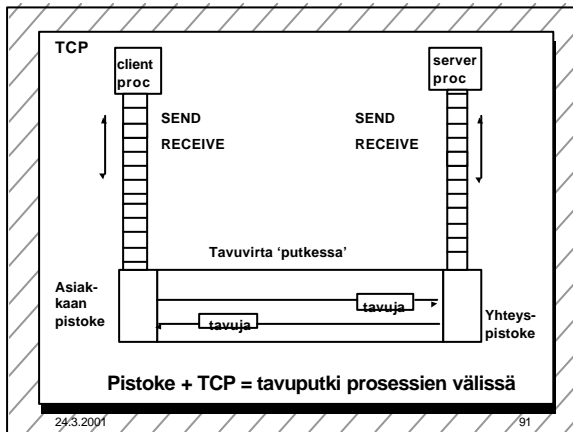 TCP
client
proc
server
proc
SEND
RECEIVE
SEND
RECEIVE
Tavuvirta ‘putkessa’
Asiak-
kaan
pistoke
tavuja
tavuja
Yhteys-
pistoke
Pistoke + TCP = tavuputki prosessien välissä
24.3.2001
91